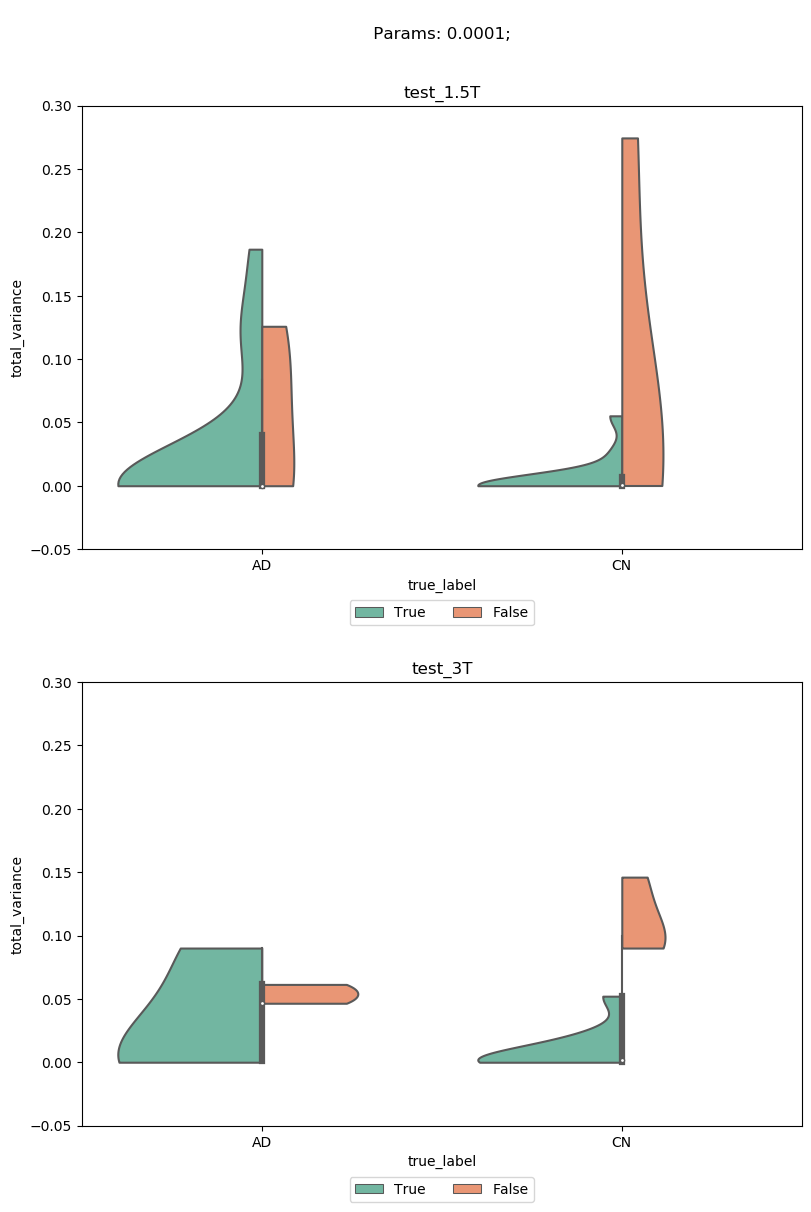 Params: 0.0001;
test_1.5T
0.30
0.25
0.20
0.15
0.10
0.05
0.00
−0.05
total_variance
AD CN
true_label
True False
test_3T
0.30
0.25
0.20
0.15
0.10
0.05
0.00
−0.05
total_variance
AD CN
true_label
True False